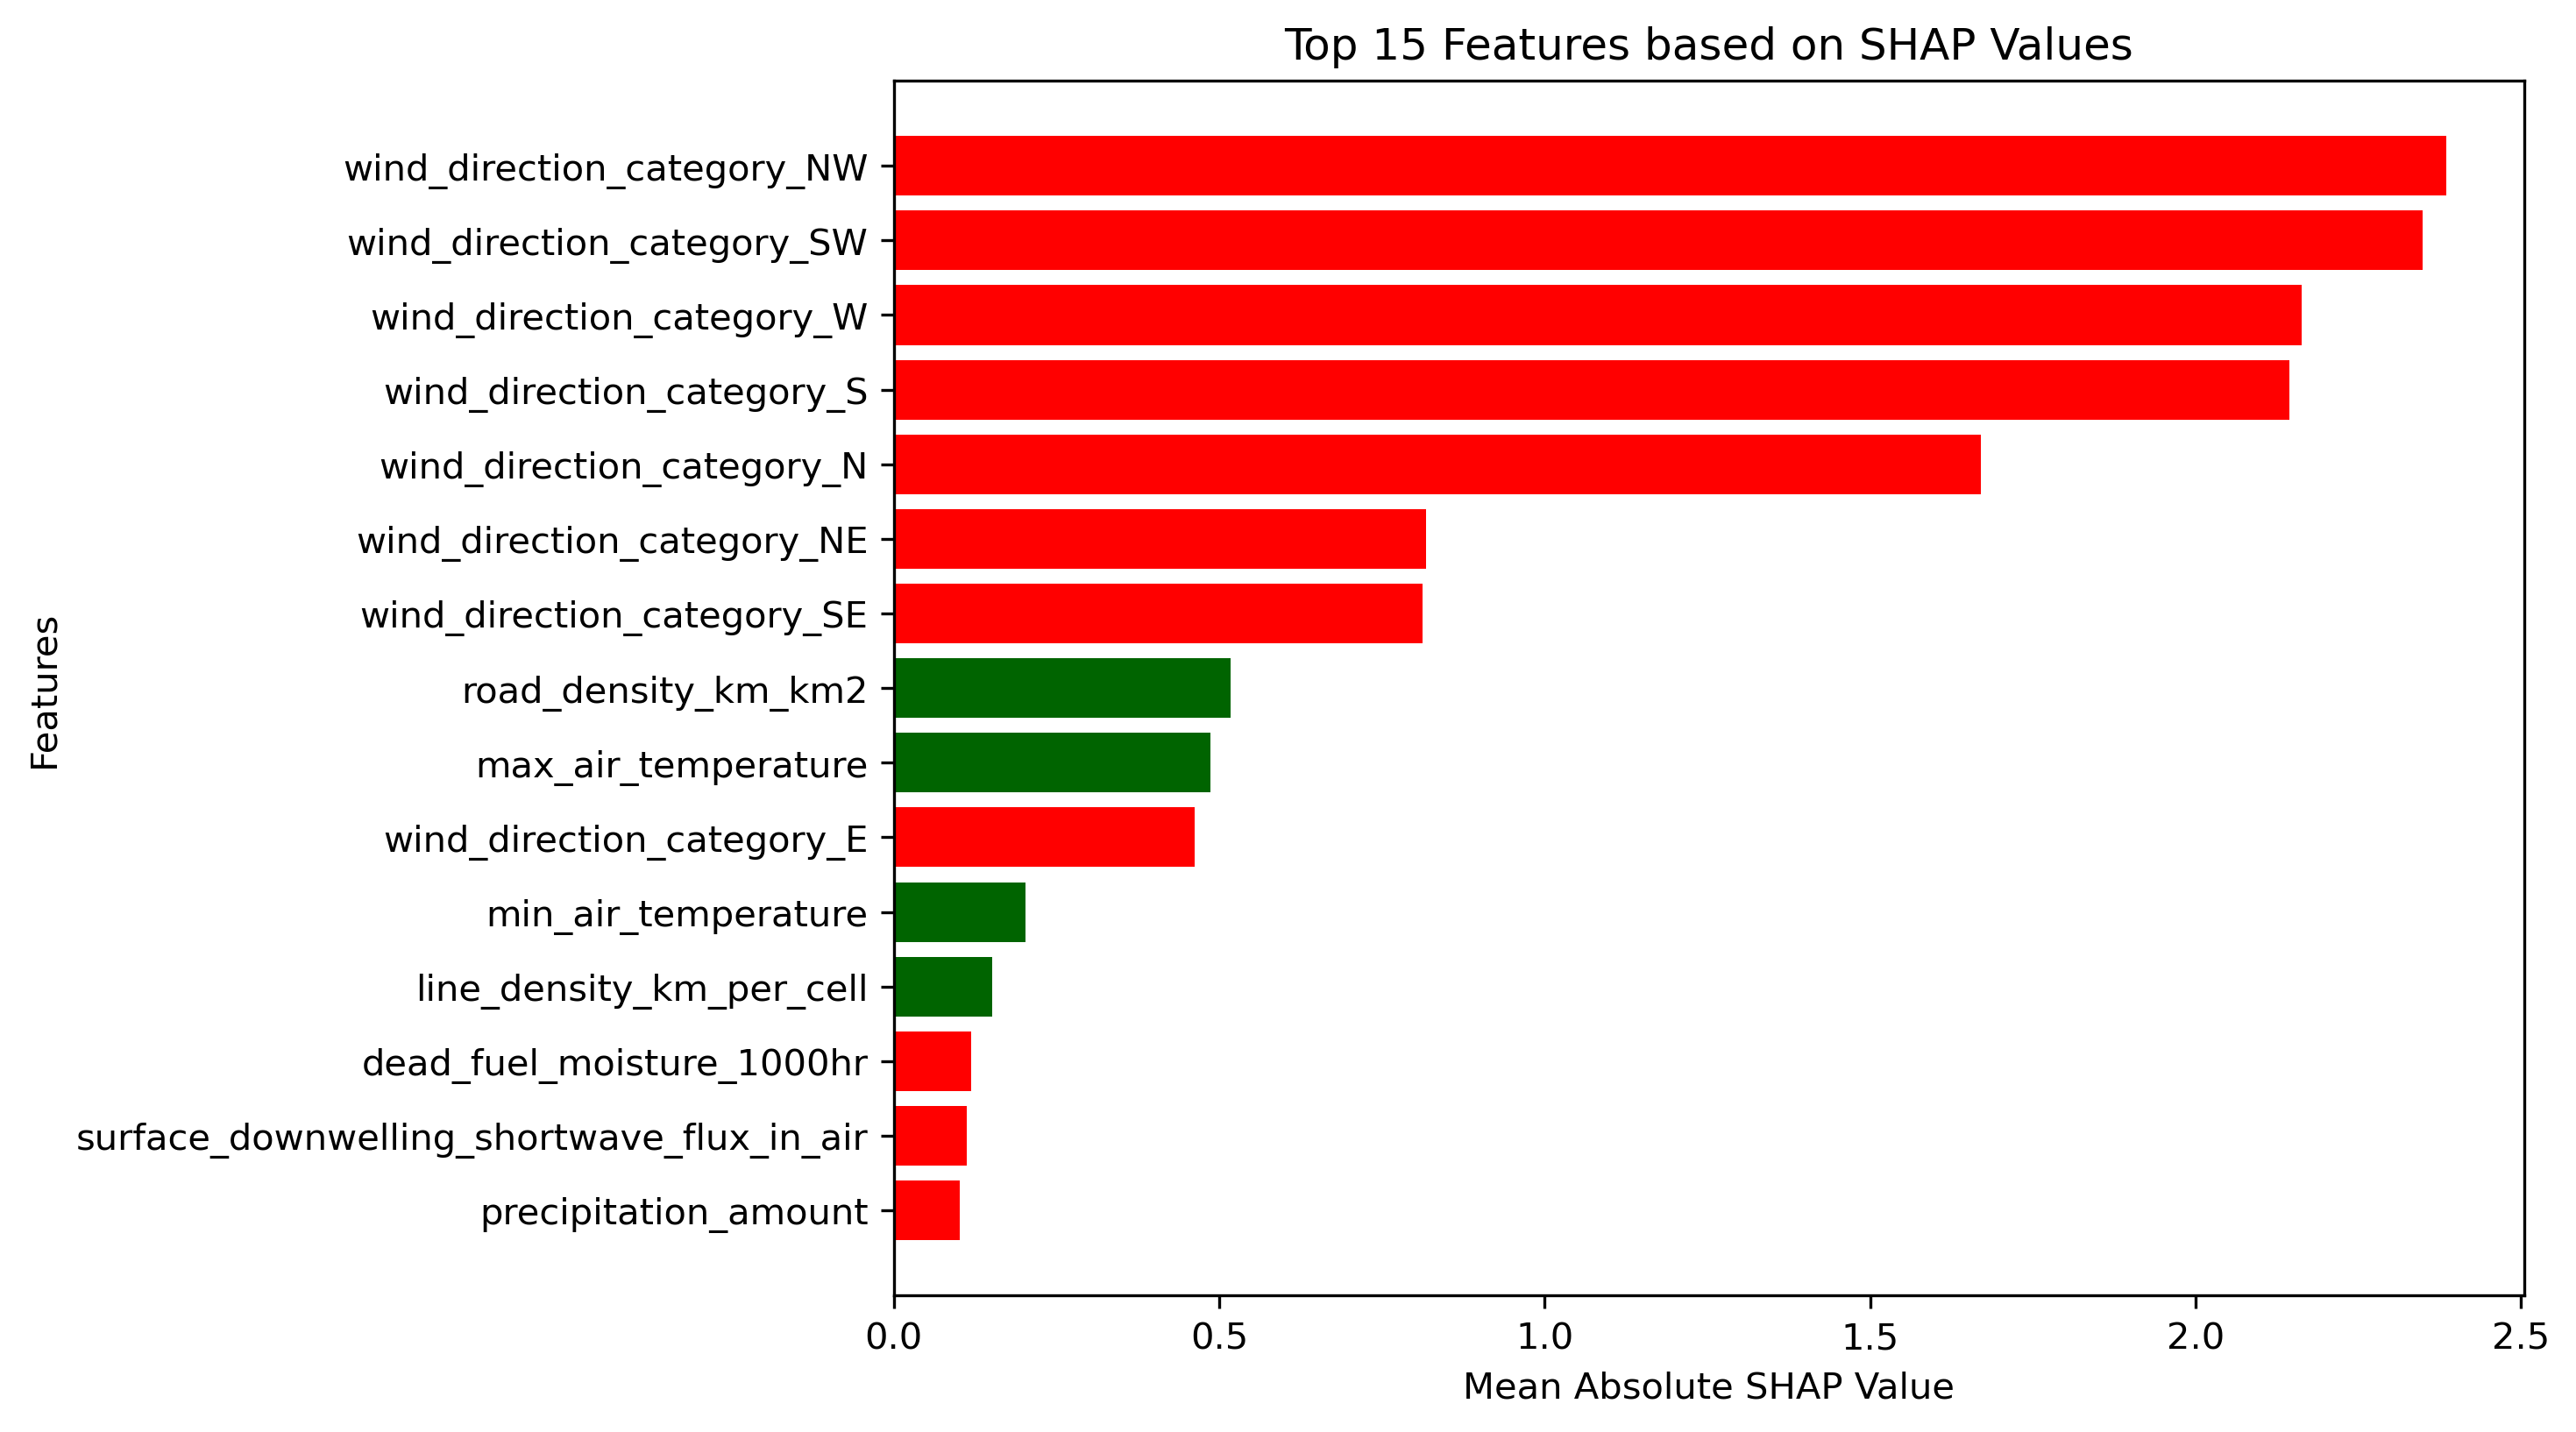 Top 15 Features based on SHAP Values
Features
wind_direction_category_NW
wind_direction_category_SW
wind_direction_category_W
wind_direction_category_S
wind_direction_category_N
wind_direction_category_NE
wind_direction_category_SE
road_density_km_km2
max_air_temperature
wind_direction_category_E
min_air_temperature
line_density_km_per_cell
dead_fuel_moisture_1000hr
surface_downwelling_shortwave_flux_in_air
precipitation_amount
0.0 0.5 1.0 1.5 2.0 2.5
Mean Absolute SHAP Value